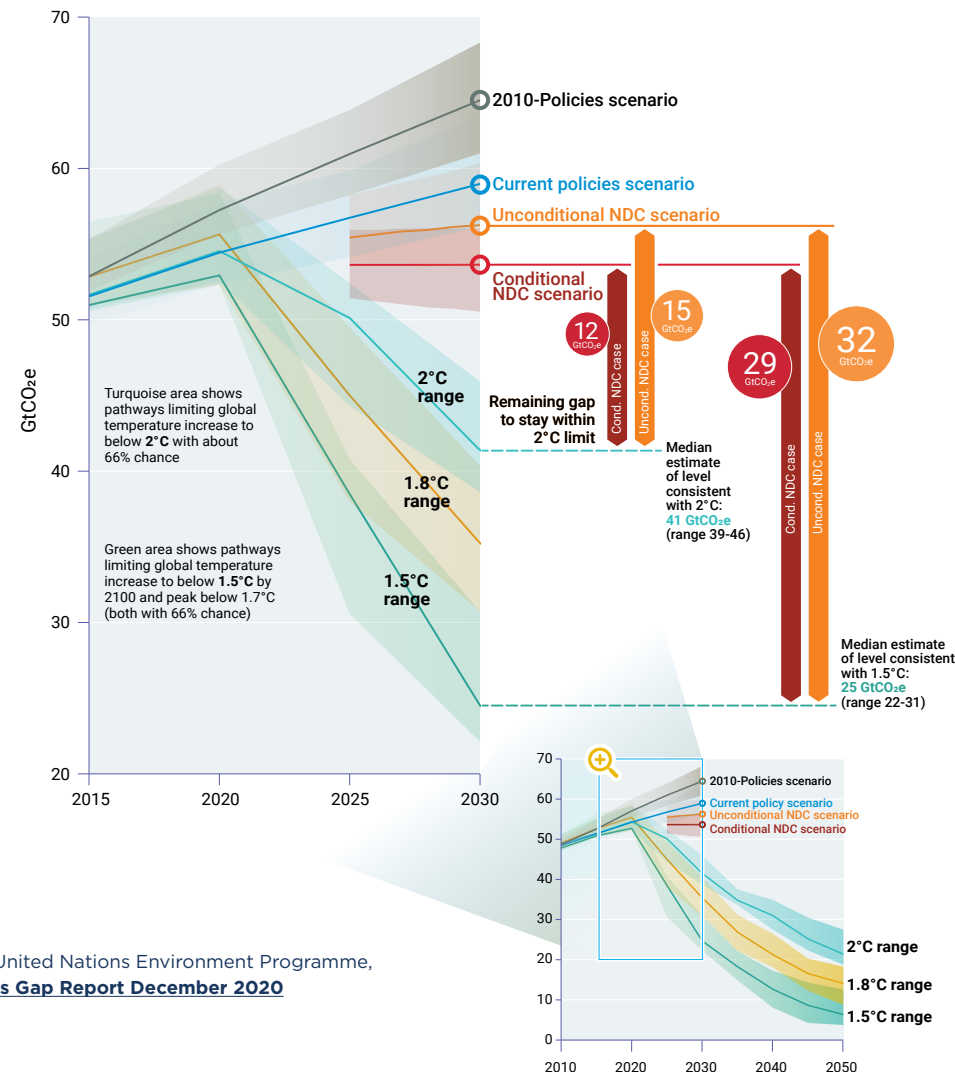 70
60
50
40
30
20
GtCO₂e
2015
2020
2025
2030
2010-Policies scenario
Current policies scenario
Unconditional NDC scenario
Conditional
NDC scenario
12
GtCO₂e
15
GtCO₂e
29
GtCO₂e
32
GtCO₂e
Cond. NDC case
Uncond. NDC case
Cond. NDC case
Uncond. NDC case
2°C
range
1.8°C
range
1.5°C
range
Turquoise area shows
pathways limiting global
temperature increase to
below 2°C with about
66% chance
Green area shows pathways
limiting global temperature
increase to below 1.5°C by
2100 and peak below 1.7°C
(both with 66% chance)
Remaining gap
to stay within
2°C limit
Median
estimate
of level
consistent
with 2°C:
41 GtCO₂e
(range 39-46)
Median estimate
of level consistent
with 1.5°C:
25 GtCO₂e
(range 22-31)
70
60
50
40
30
20
10
0
2010
2020
2030
2040
2050
2010-Policies scenario
Current policy scenario
Unconditional NDC scenario
Conditional NDC scenario
2°C range
1.8°C range
1.5°C range
United Nations Environment Programme,
s Gap Report December 2020